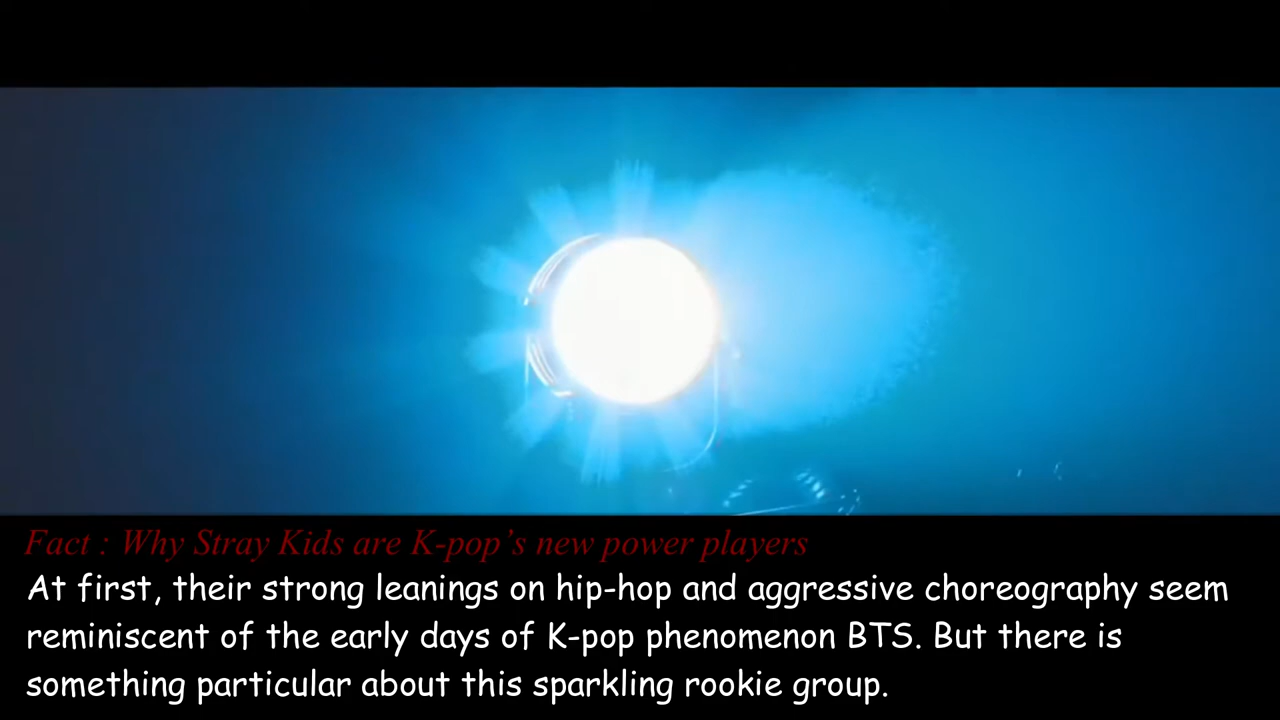 Fact : Why Stray Kids are K-pop’s new power players
At first, their strong leanings on hip-hop and aggressive choreography seem
reminiscent of the early days of K-pop phenomenon BTS. But there is
something particular about this sparkling rookie group.